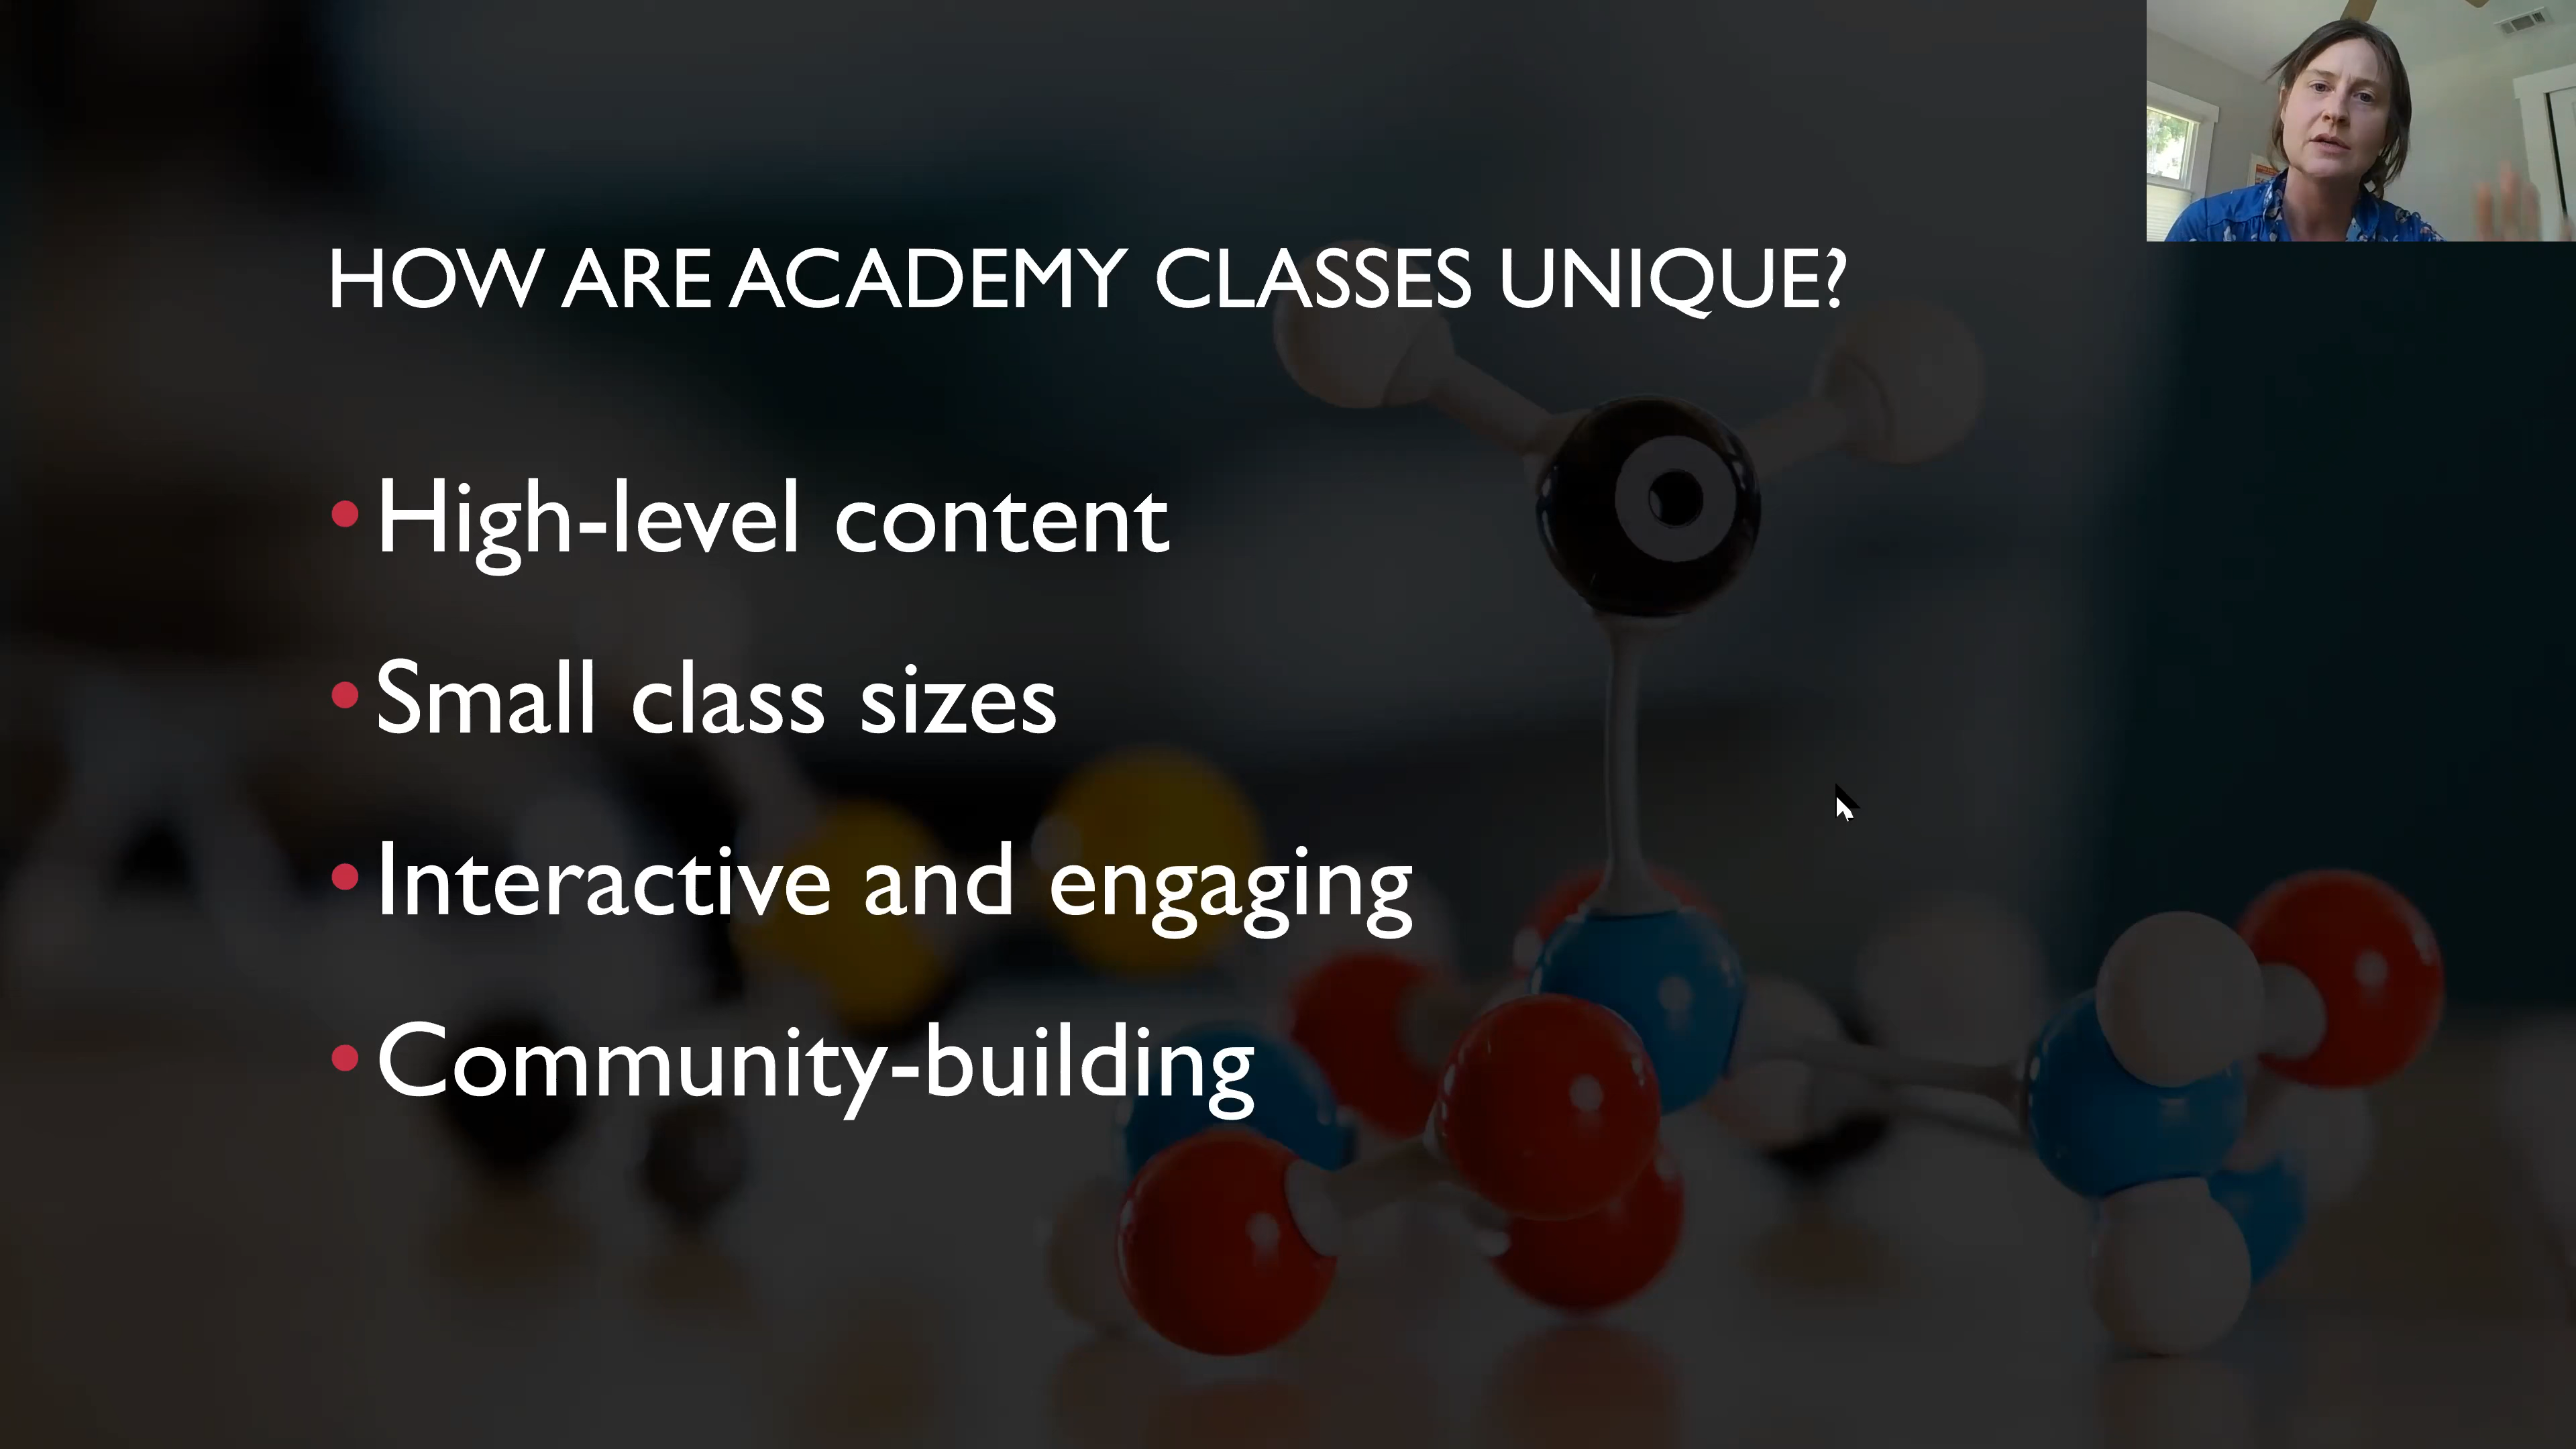 HOW ARE ACADEMY CLASSES UNIQUE?
• High-level content
• Small class sizes
• Interactive and engaging
• Community-building